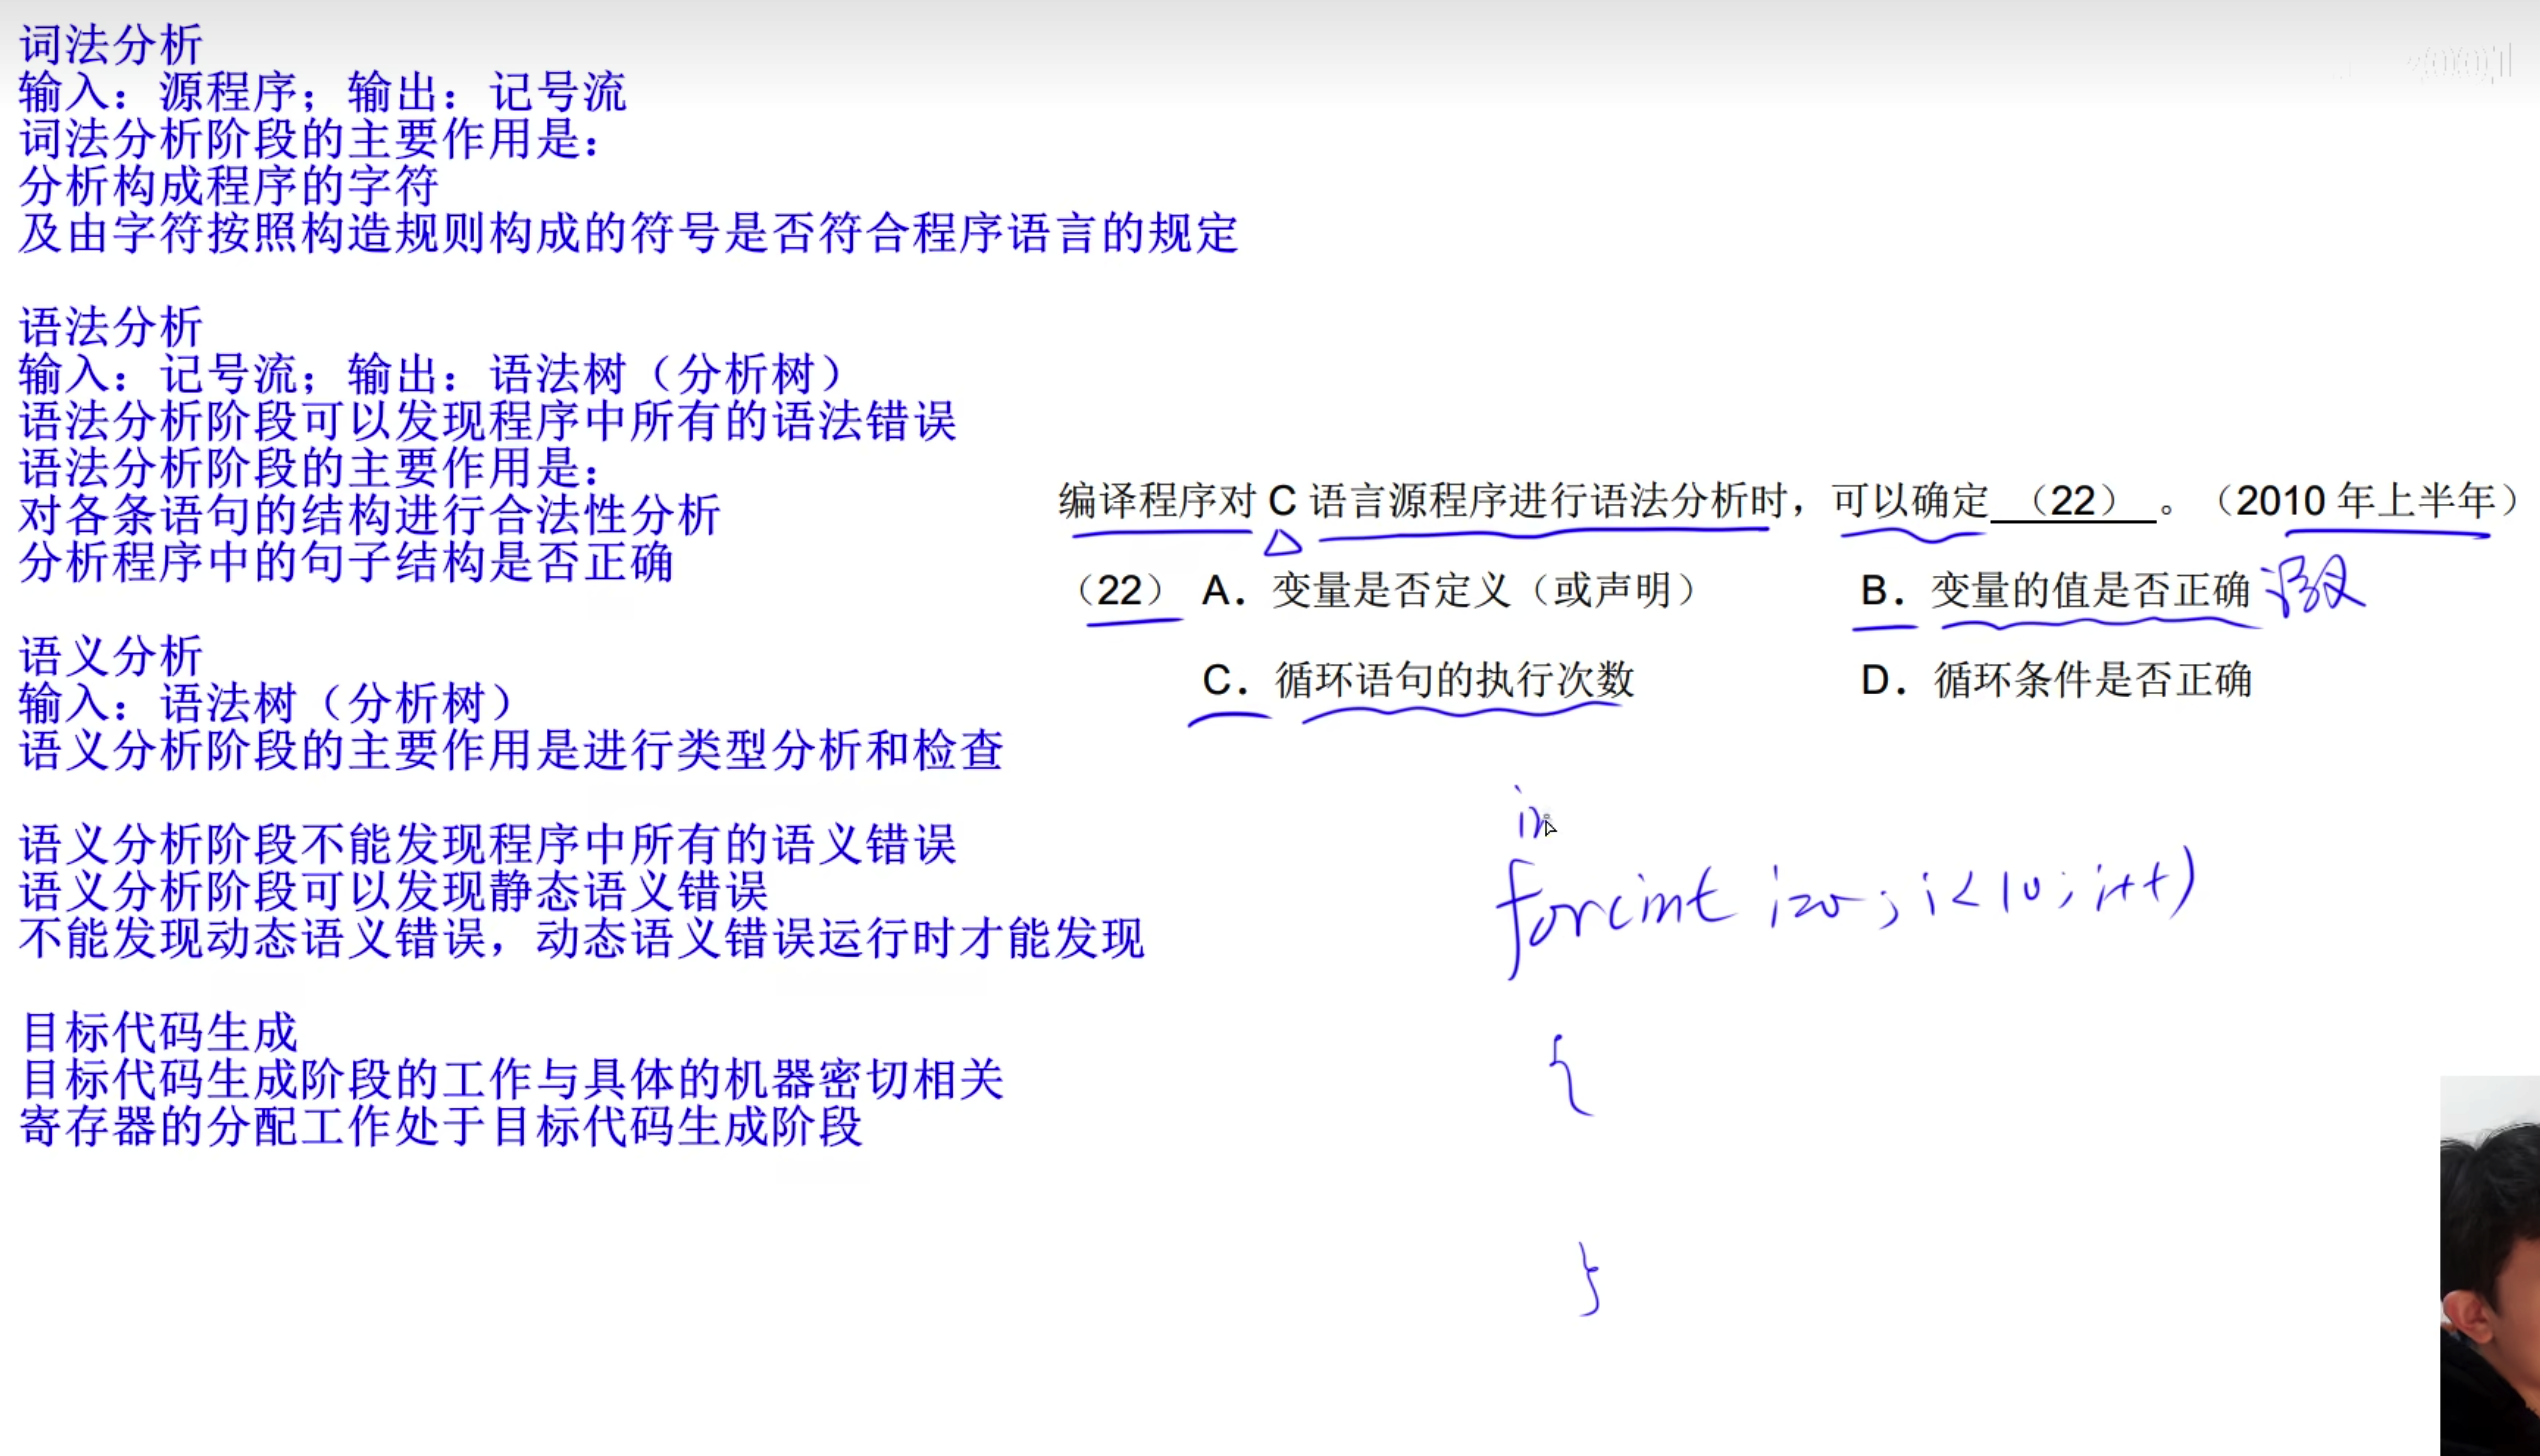 词法分析
输入：源程序；输出：记号流
词法分析阶段的主要作用是：
分析构成程序的字符
及由字符按照构造规则构成的符号是否符合程序语言的规定
语法分析
输入：记号流；输出：语法树（分析树）
语法分析阶段可以发现程序中所有的语法错误
语法分析阶段的主要作用是：
对各条语句的结构进行合法性分析
分析程序中的句子结构是否正确
语义分析
输入：语法树（分析树）
语义分析阶段的主要作用是进行类型分析和检查
语义分析阶段不能发现程序中所有的语义错误
语义分析阶段可以发现静态语义错误
不能发现动态语义错误，动态语义错误运行时才能发现
目标代码生成
目标代码生成阶段的工作与具体的机器密切相关
寄存器的分配工作处于目标代码生成阶段
编译程序对 C 语言源程序进行语法分析时，可以确定 （22） 。（2010 年上半年）
（22） A．变量是否定义（或声明） B．变量的值是否正确 语义
C．循环语句的执行次数 D．循环条件是否正确
in
for(int i=0; i<10; i++)
{
}